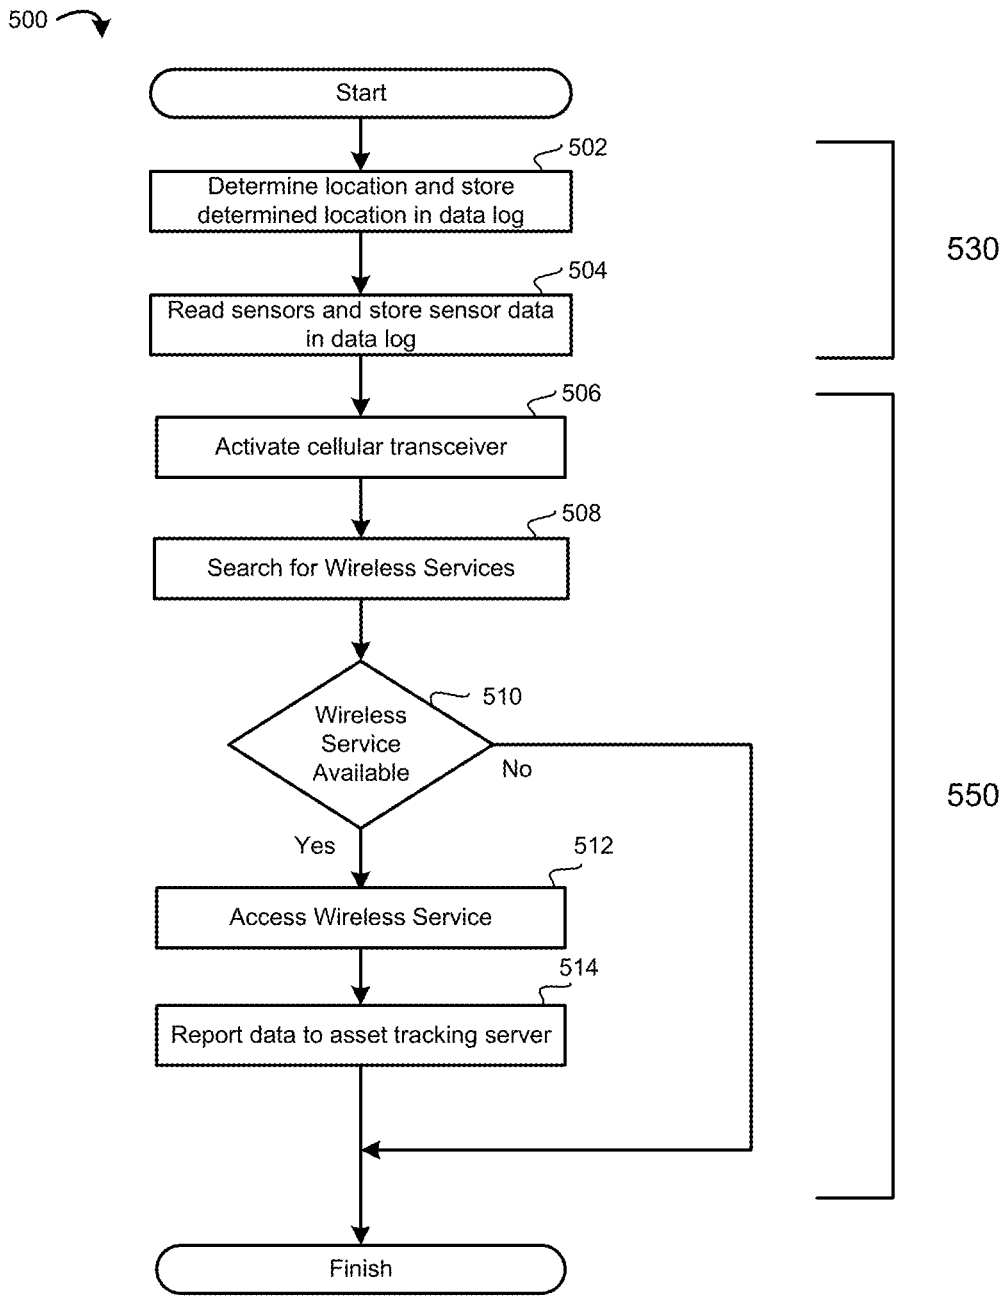 500
Start
502
Determine location and store
determined location in data log
530
504
Read sensors and store sensor data
in data log
506
Activate cellular transceiver
508
Search for Wireless Services
510
Wireless
Service
Available
No
550
Yes
512
Access Wireless Service
514
Report data to asset tracking server
Finish